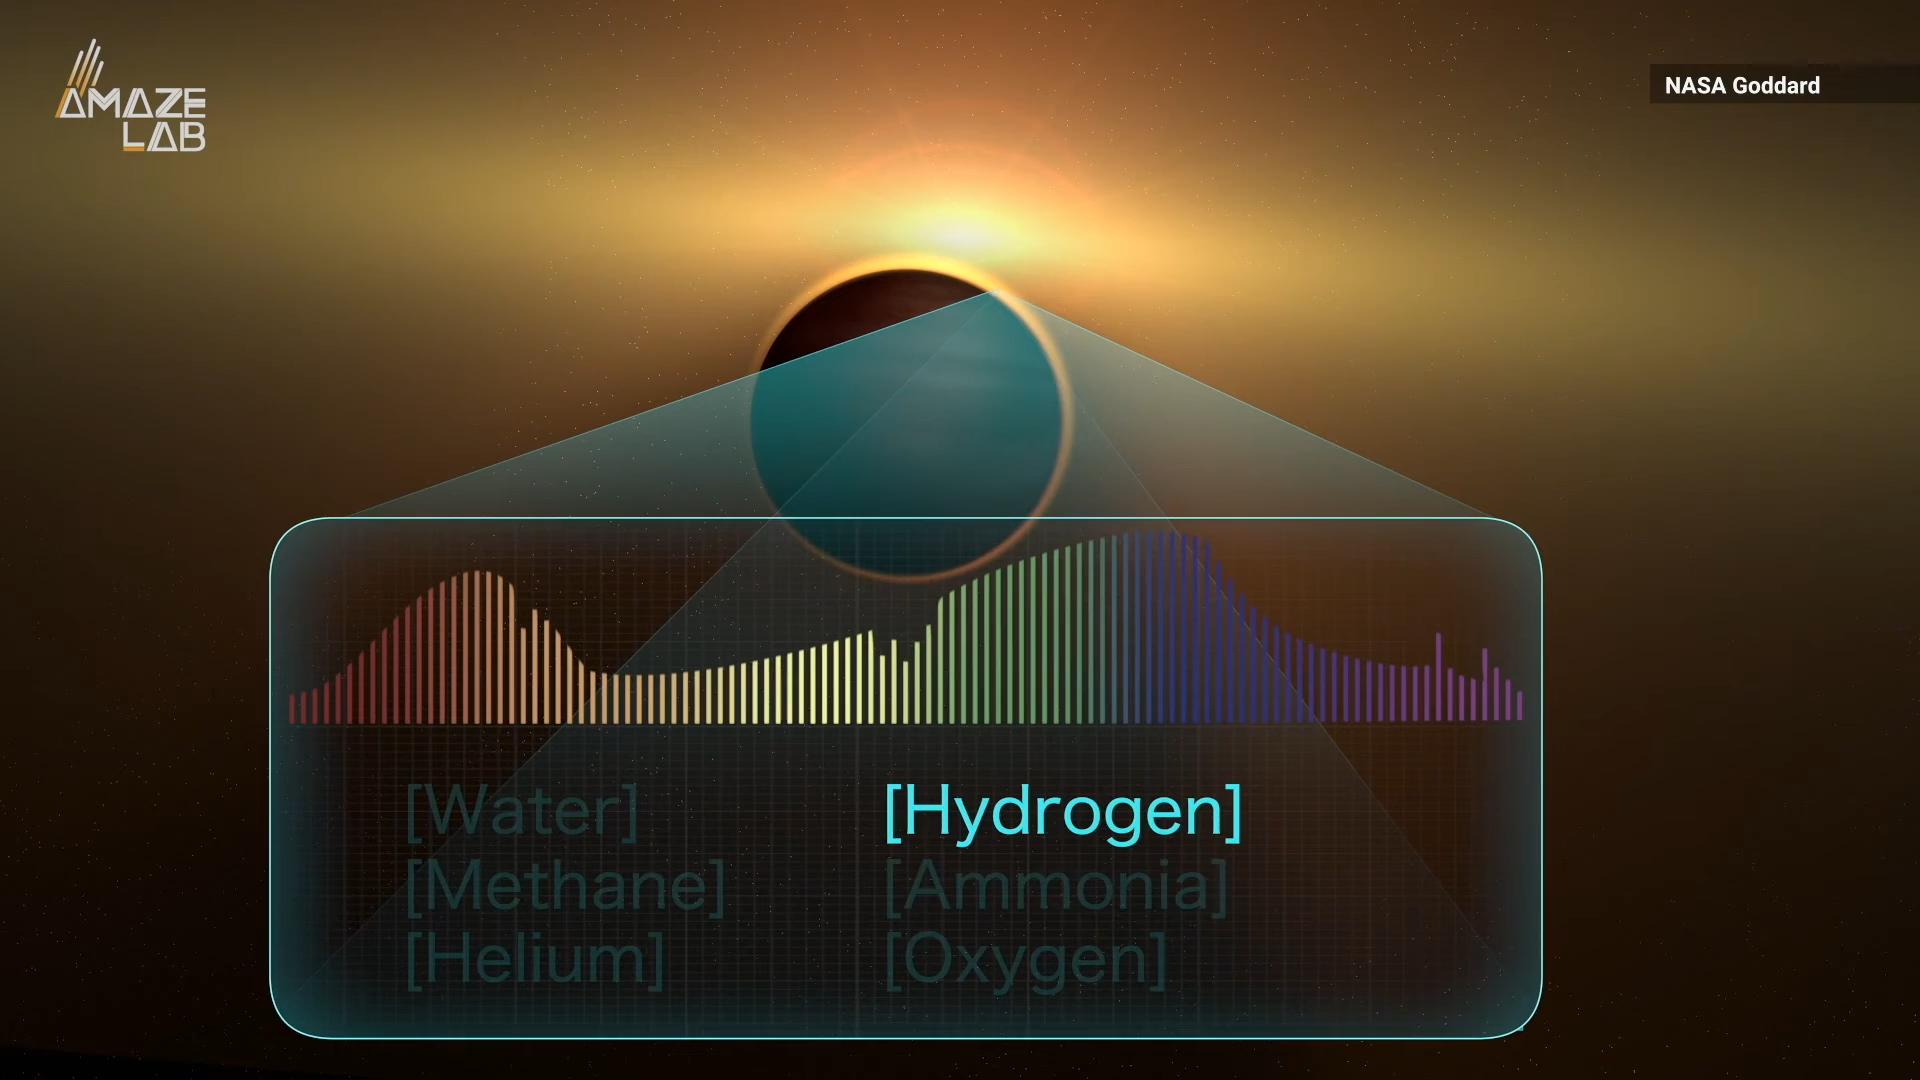 AMAZE
LAB
NASA Goddard
[Water]
[Hydrogen]
[Methane]
[Ammonia]
[Helium]
[Oxygen]